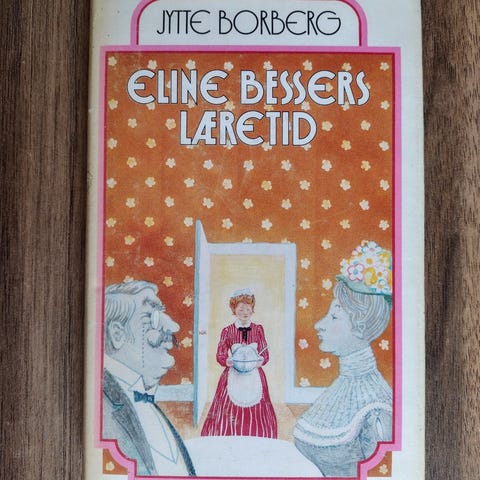 JYTTE BORBERG
ELINE BESSERS
LÆRETID